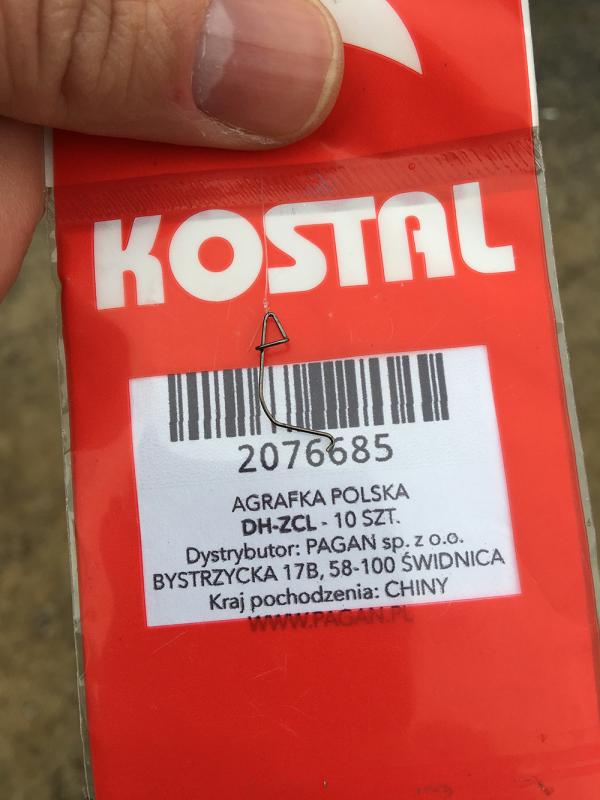 KOSTAL
2076685
AGRAFKA POLSKA
DH-ZCL - 10 SZT.
Dystrybutor: PAGAN sp. z o.o.
BYSTRZYCKA 17B, 58-100 ŚWIDNICA
Kraj pochodzenia: CHINY
WWW.PAGAN.PL